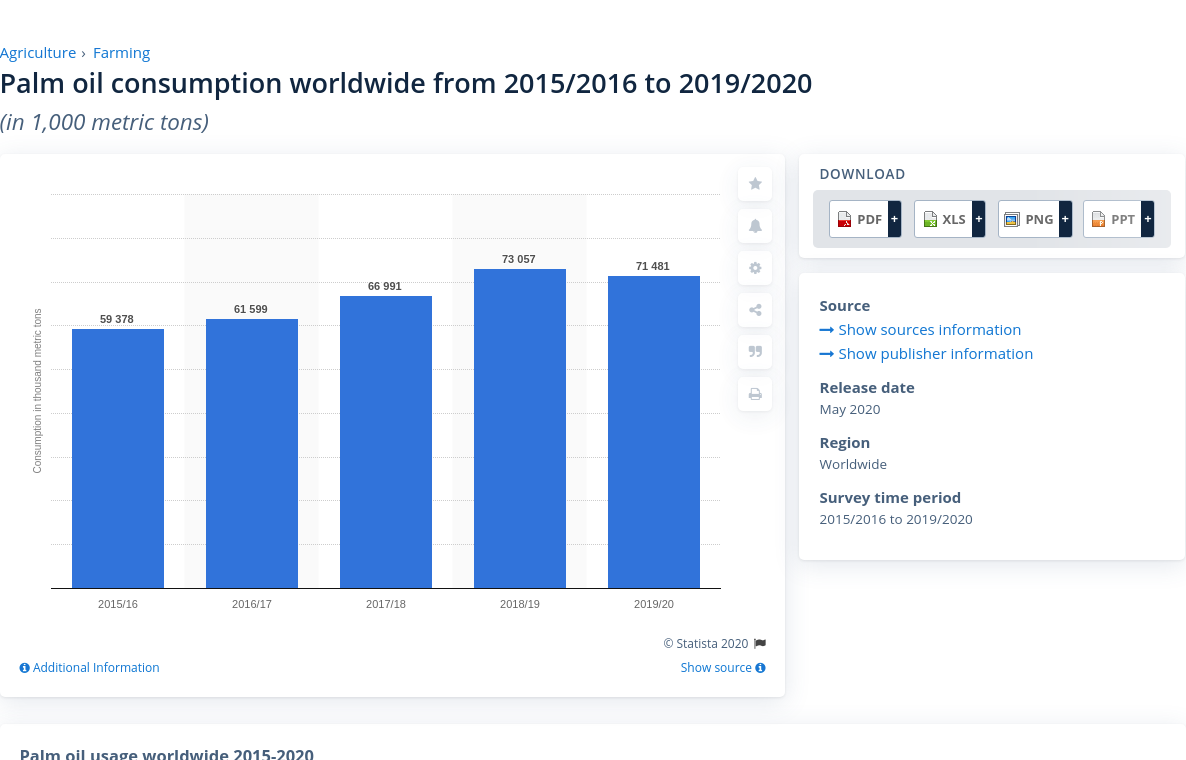 Agriculture › Farming
Palm oil consumption worldwide from 2015/2016 to 2019/2020
(in 1,000 metric tons)
Consumption in thousand metric tons
59 378
61 599
66 991
73 057
71 481
2015/16
2016/17
2017/18
2018/19
2019/20
© Statista 2020
Additional Information
Show source
DOWNLOAD
PDF +
XLS +
PNG +
PPT +
Source
Show sources information
Show publisher information
Release date
May 2020
Region
Worldwide
Survey time period
2015/2016 to 2019/2020
Palm oil usage worldwide 2015-2020